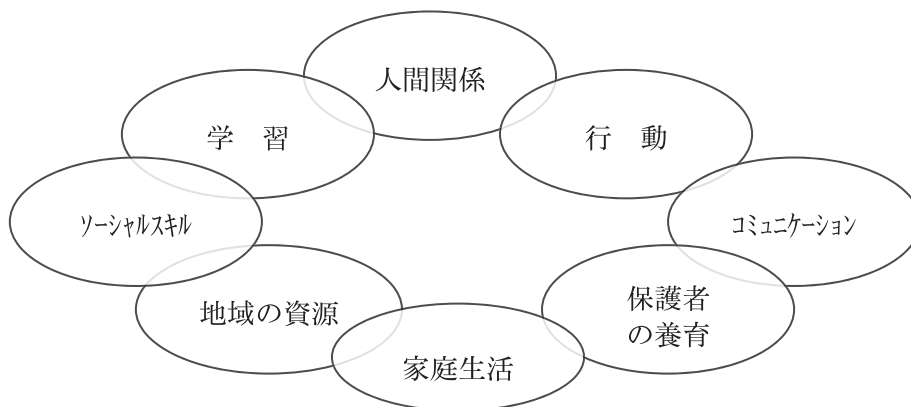 人間関係
学　習
行　動
ソーシャルスキル
コミュニケーション
地域の資源
保護者
の養育
家庭生活